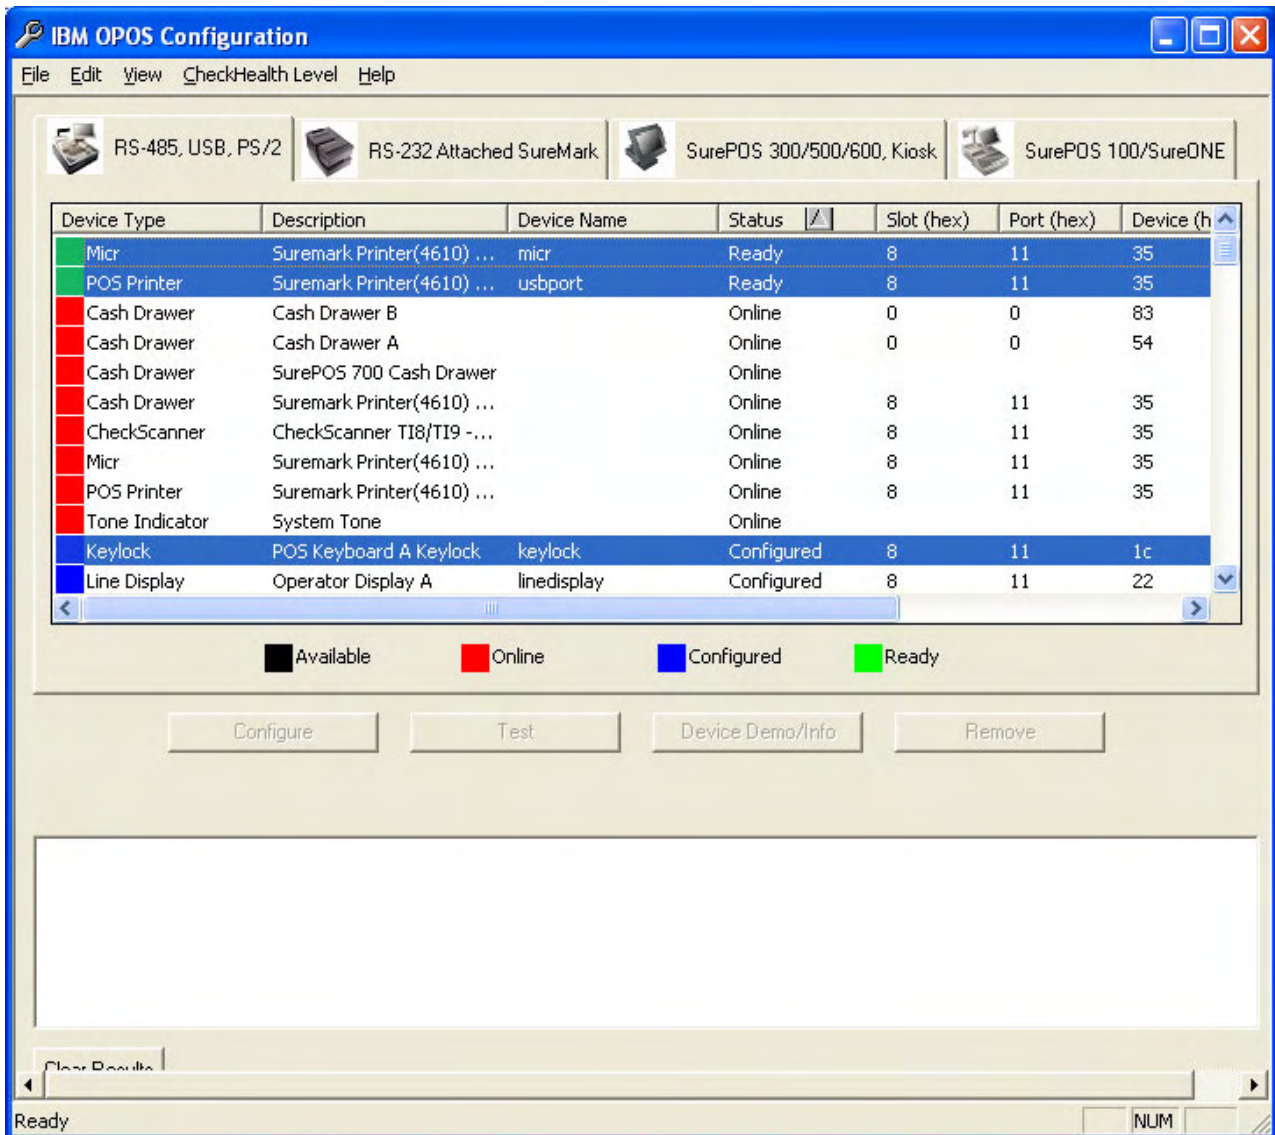 IBM OPOS Configuration
File Edit View CheckHealth Level Help
RS-485, USB, PS/2 RS-232 Attached SureMark SurePOS 300/500/600, Kiosk SurePOS 100/SureONE
Device Type Description Device Name Status Slot (hex) Port (hex) Device (h
Micr Suremark Printer(4610) ... micr Ready 8 11 35
POS Printer Suremark Printer(4610) ... usbport Ready 8 11 35
Cash Drawer Cash Drawer B Online 0 0 83
Cash Drawer Cash Drawer A Online 0 0 54
Cash Drawer SurePOS 700 Cash Drawer Online
Cash Drawer Suremark Printer(4610) ... Online 8 11 35
CheckScanner CheckScanner TI8/TI9 -... Online 8 11 35
Micr Suremark Printer(4610) ... Online 8 11 35
POS Printer Suremark Printer(4610) ... Online 8 11 35
Tone Indicator System Tone Online
Keylock POS Keyboard A Keylock keylock Configured 8 11 1c
Line Display Operator Display A linedisplay Configured 8 11 22
Available Online Configured Ready
Configure Test Device Demo/Info Remove
Clear Results
Ready NUM